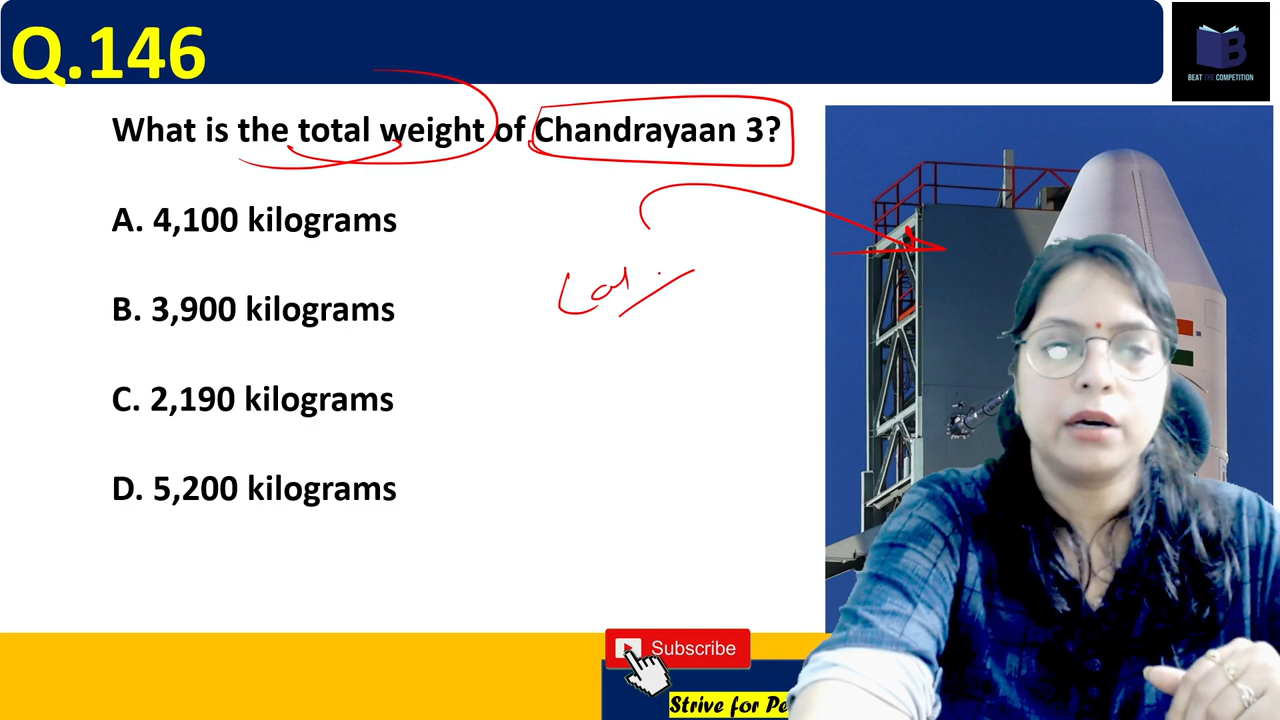 Q.146
BEAT THE COMPETITION
What is the total weight of Chandrayaan 3?
A. 4,100 kilograms
B. 3,900 kilograms
C. 2,190 kilograms
D. 5,200 kilograms
Subscribe
Strive for Pe